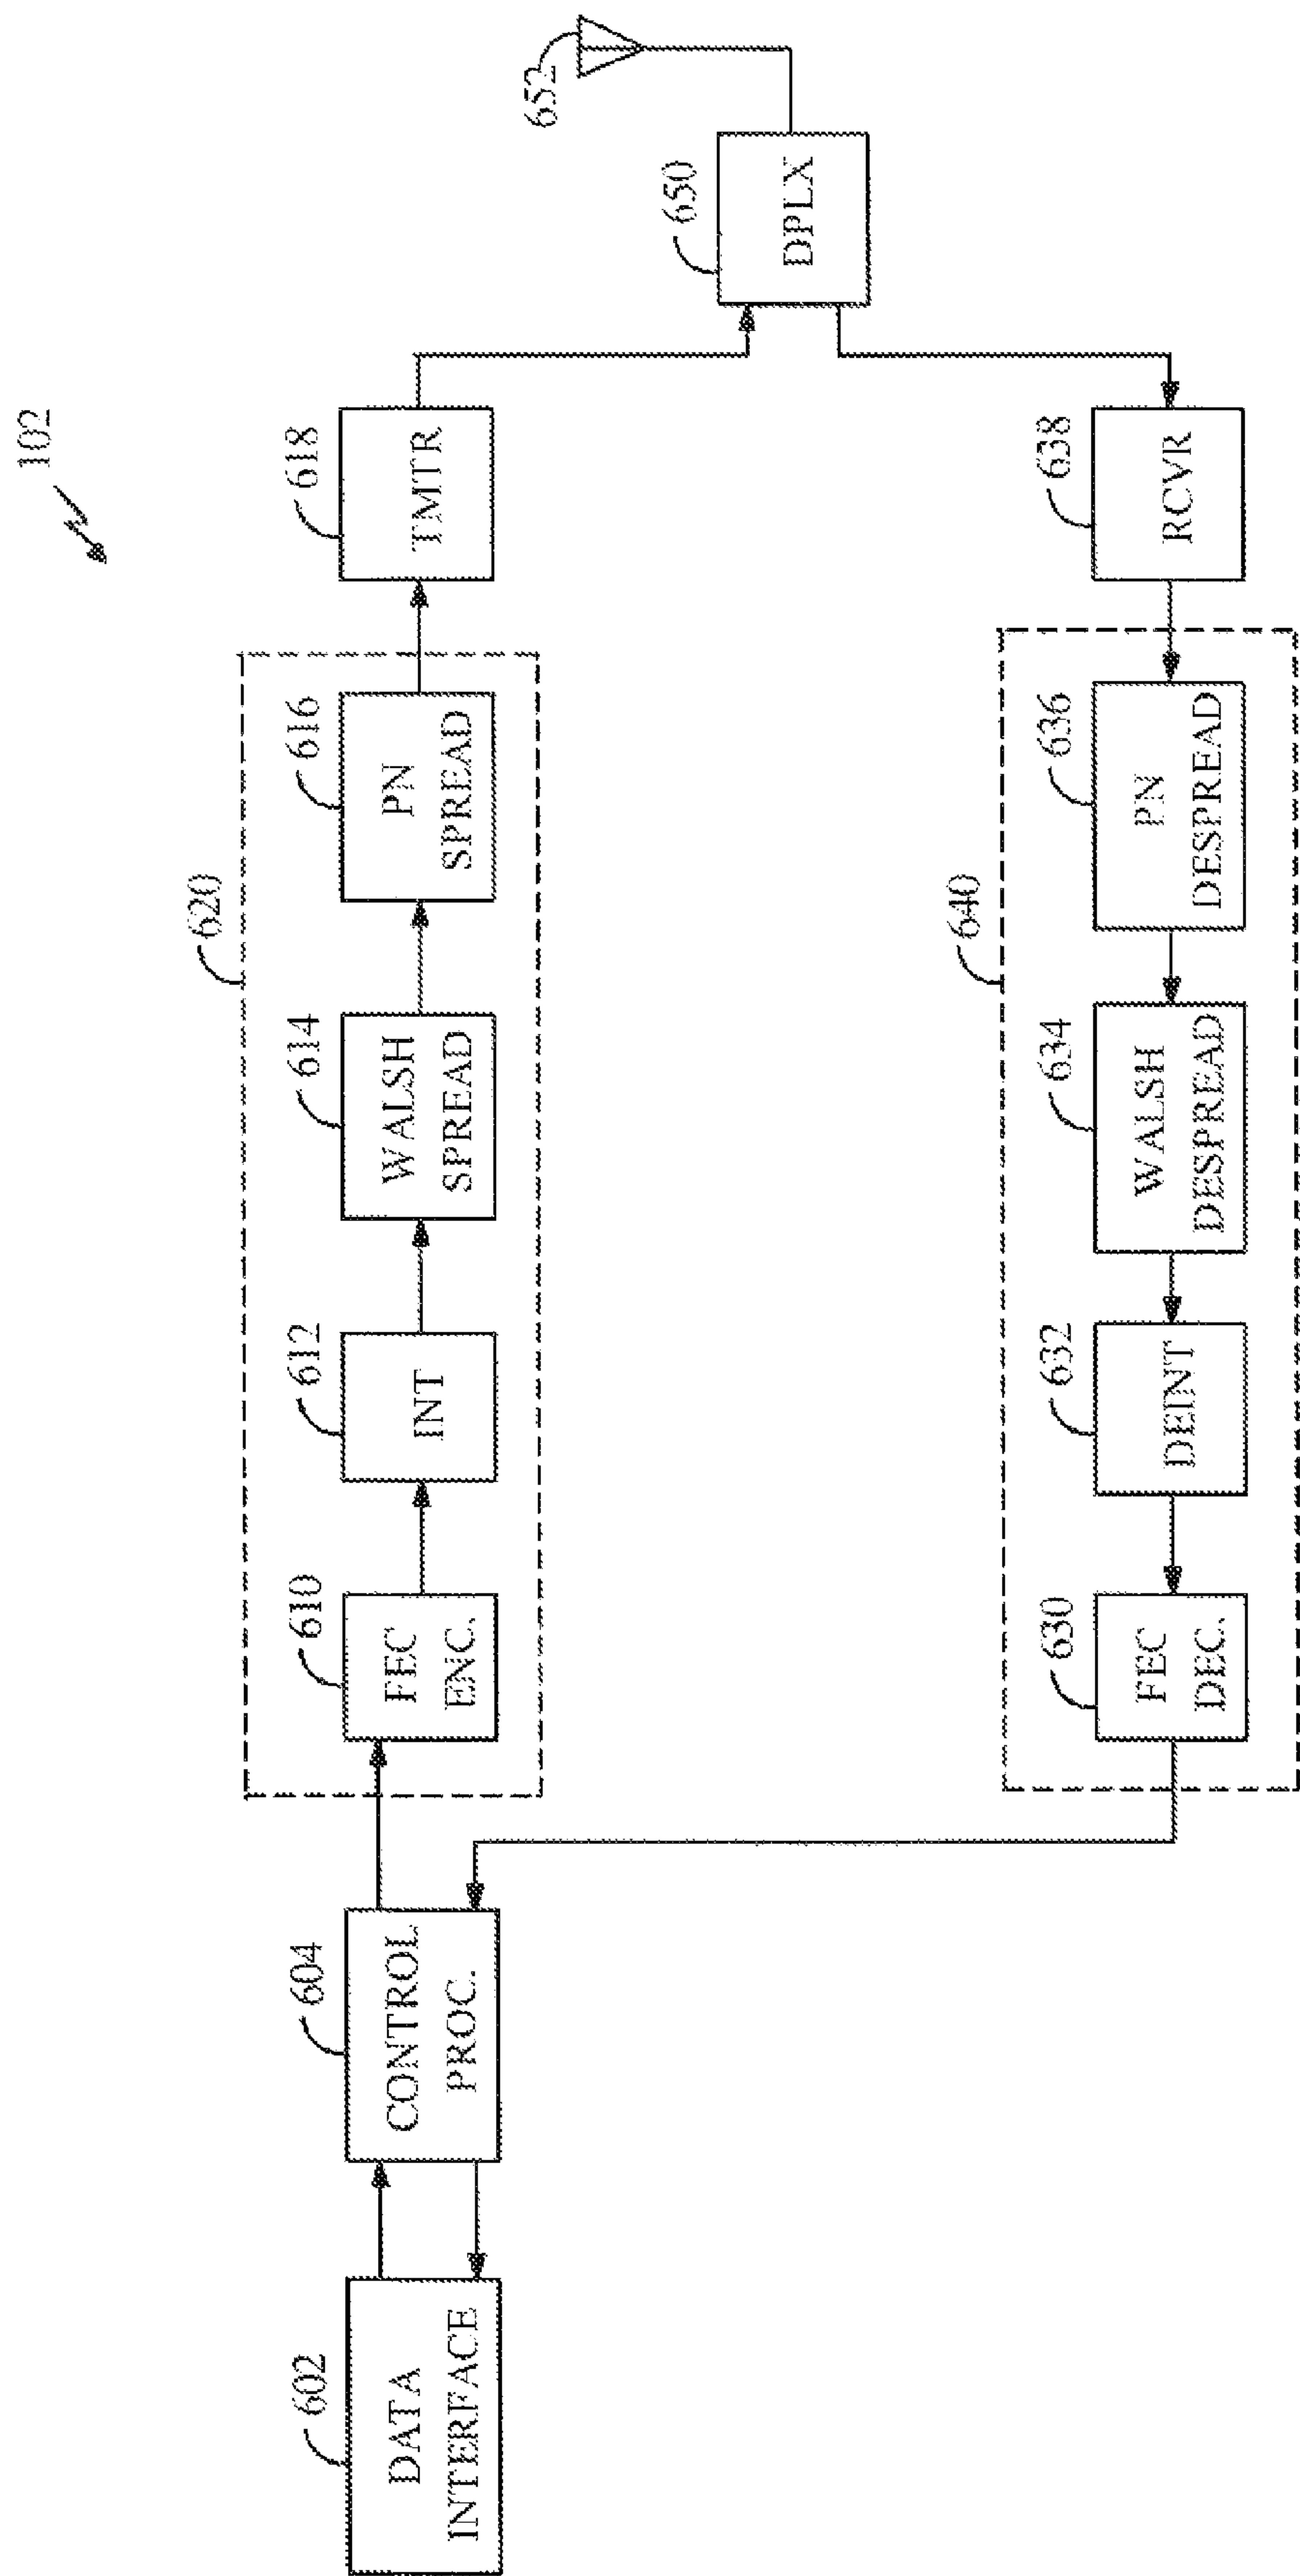 102
620
602
DATA
INTERFACE
604
CONTROL
PROC.
610
FEC
ENC.
612
INT
614
WALSH
SPREAD
616
PN
SPREAD
618
TMTR
650
DPLX
652
640
630
FEC
DEC.
632
DEINT
634
WALSH
DESPREAD
636
PN
DESPREAD
638
RCVR